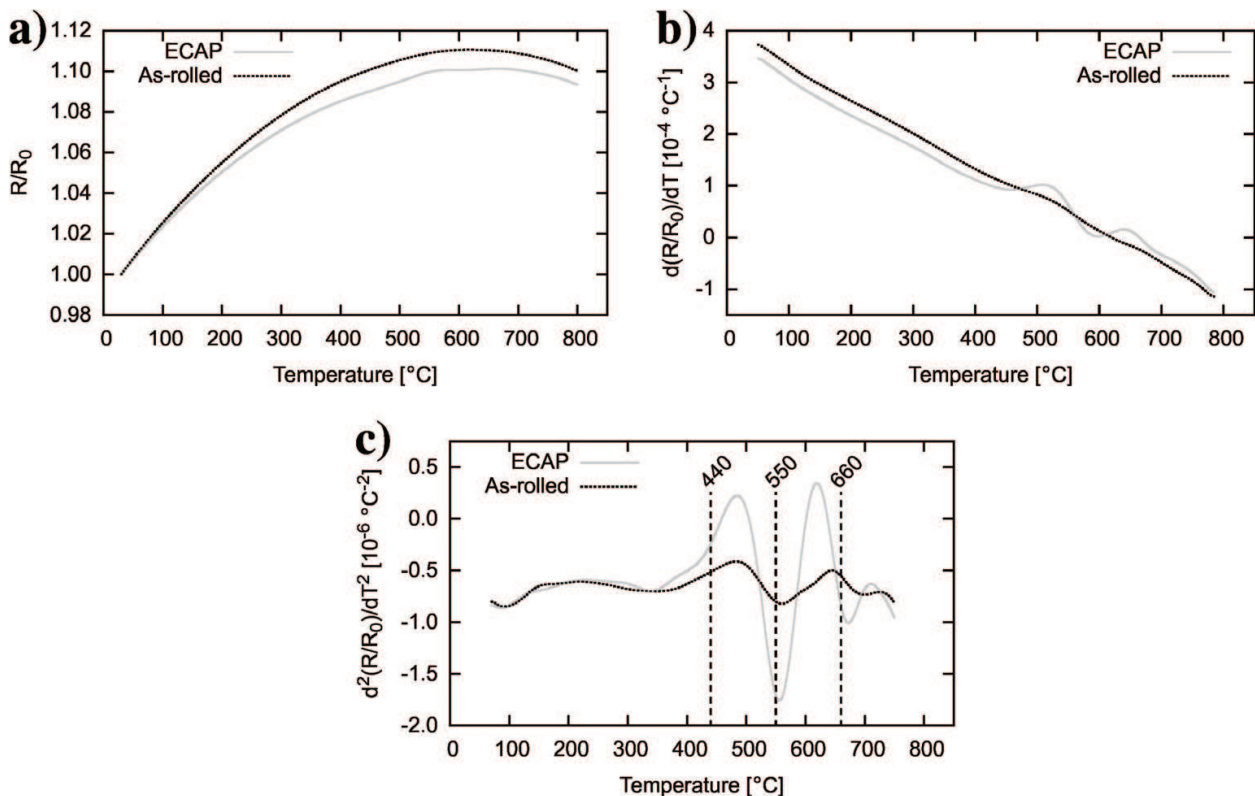 a)
ECAP
As-rolled
R/R0
1.12
1.10
1.08
1.06
1.04
1.02
1.00
0.98
0 100 200 300 400 500 600 700 800
Temperature [°C]
b)
ECAP
As-rolled
d(R/R0)/dT [10-4 °C-1]
4
3
2
1
0
-1
0 100 200 300 400 500 600 700 800
Temperature [°C]
c)
ECAP
As-rolled
440
550
660
d2(R/R0)/dT2 [10-6 °C-2]
0.5
0.0
-0.5
-1.0
-1.5
-2.0
0 100 200 300 400 500 600 700 800
Temperature [°C]